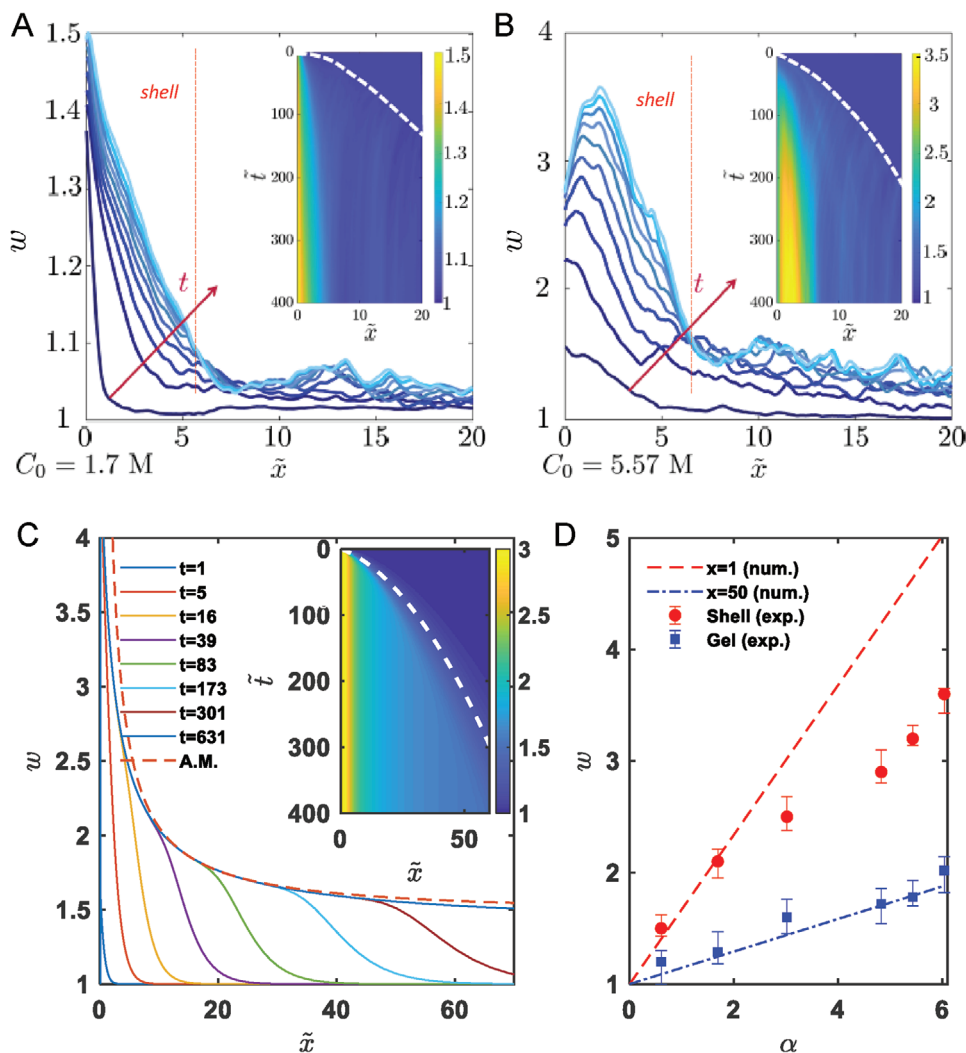 A
1.5
1.4
1.3
1.2
1.1
1
w
0
5
10
15
20
x̃
C₀ = 1.7 M
shell
t
0
100
200
300
400
t̃
0
10
20
x̃
1.5
1.4
1.3
1.2
1.1
1
B
4
3
2
1
w
0
5
10
15
20
x̃
C₀ = 5.57 M
shell
t
0
100
200
300
400
t̃
0
10
20
x̃
3.5
3
2.5
2
1.5
1
C
4
3.5
3
2.5
2
1.5
1
w
0
20
40
60
x̃
t=1
t=5
t=16
t=39
t=83
t=173
t=301
t=631
A.M.
0
100
200
300
400
t̃
0
50
x̃
3
2.5
2
1.5
1
D
5
4
3
2
1
w
0
2
4
6
α
x=1 (num.)
x=50 (num.)
Shell (exp.)
Gel (exp.)